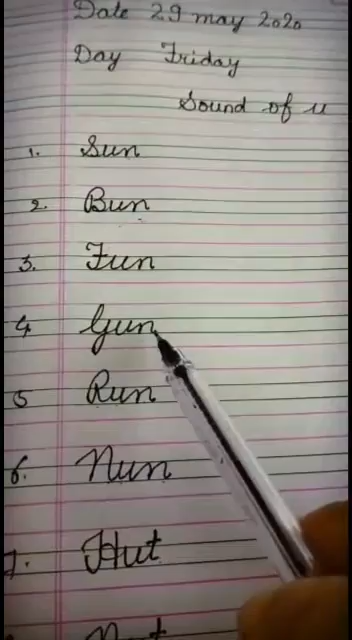 Date 29 may 2020
Day Friday
Sound of u
1. Sun
2. Bun
3. Fun
4 Gun
5 Run
6. Nun
7. Hut